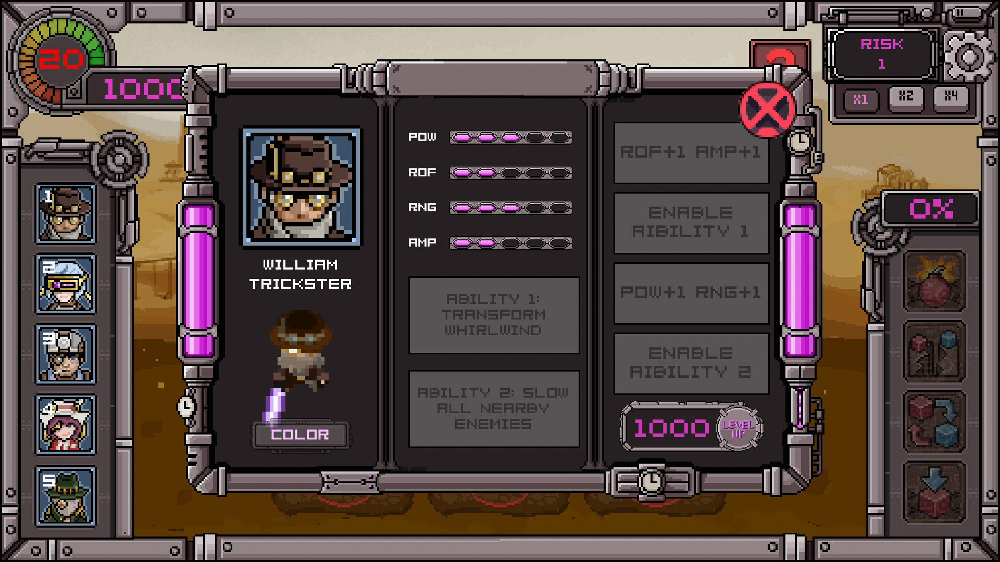 20
1000
RISK
1
X1 X2 X4
1
2
3
4
5
WILLIAM
TRICKSTER
COLOR
POW
ROF
RNG
AMP
ABILITY 1:
TRANSFORM
WHIRLWIND
ABILITY 2: SLOW
ALL NEARBY
ENEMIES
ROF+1 AMP+1
ENABLE
AIBILITY 1
POW+1 RNG+1
ENABLE
AIBILITY 2
1000
LEVEL
UP
0%